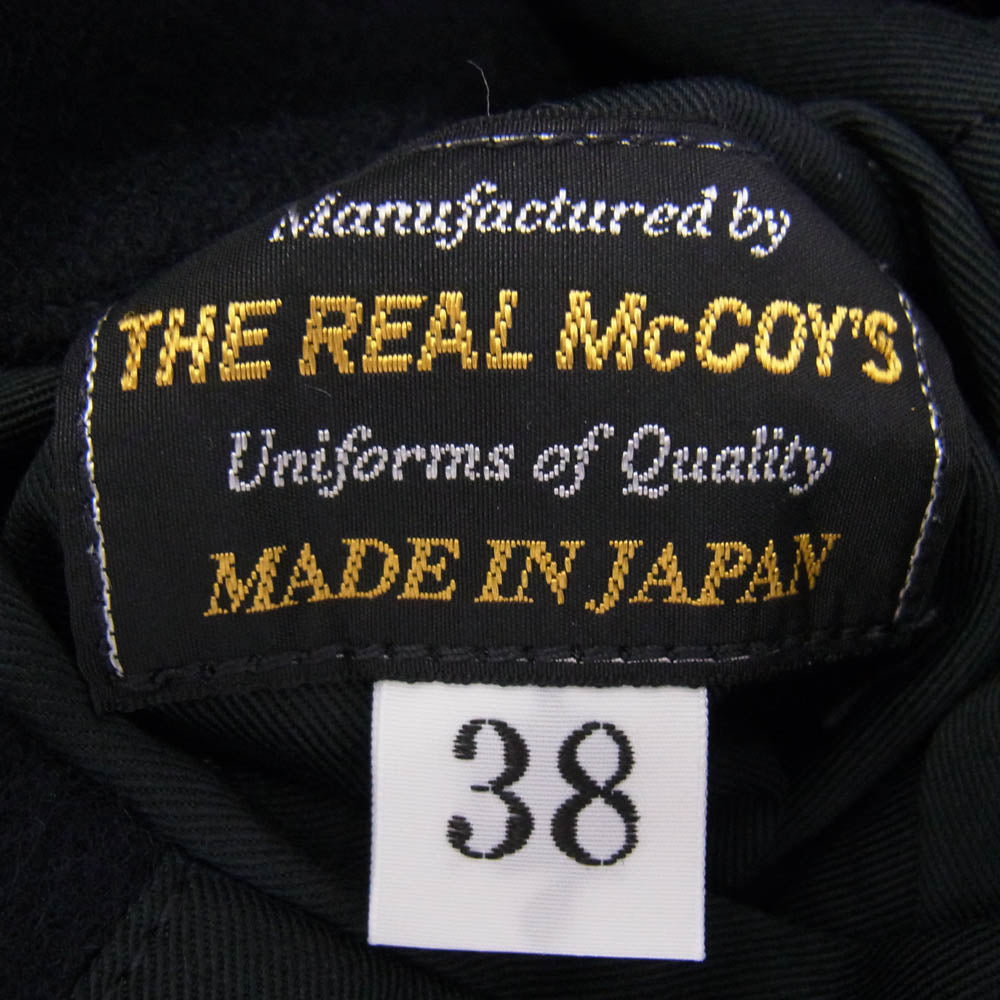 Manufactured by
THE REAL McCOY'S
Uniforms of Quality
MADE IN JAPAN
38